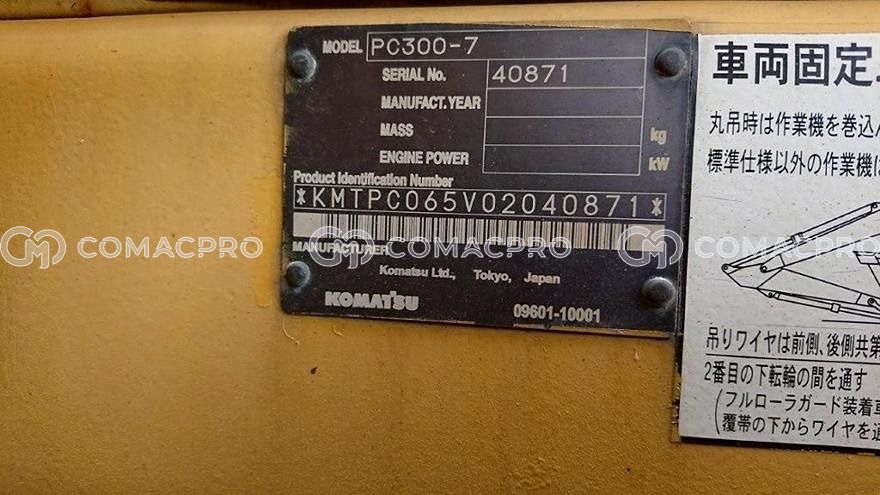 MODEL PC300-7
SERIAL No. 40871
MANUFACT. YEAR
MASS kg
ENGINE POWER kW
Product Identification Number
*KMTPC065V02040871*
MANUFACTURER
Komatsu Ltd., Tokyo, Japan
KOMATSU 09601-10001
車両固定
丸吊時は作業機を巻込
標準仕様以外の作業機
吊りワイヤは前側、後側共第
2番目の下転輪の間を通す
(フルローラガード装着
覆帯の下からワイヤを通
COMACPRO COMACPRO COMACPRO